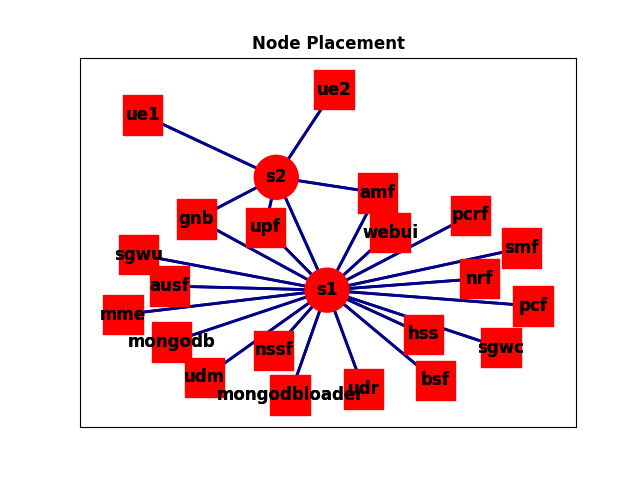 Node Placement
ue2
ue1
s2
amf
pcrf
gnb
upf
webui
smf
sgwu
nrf
ausf
s1
pcf
mme
hss
mongodb
sgwc
nssf
udm
bsf
udr
mongodbloader